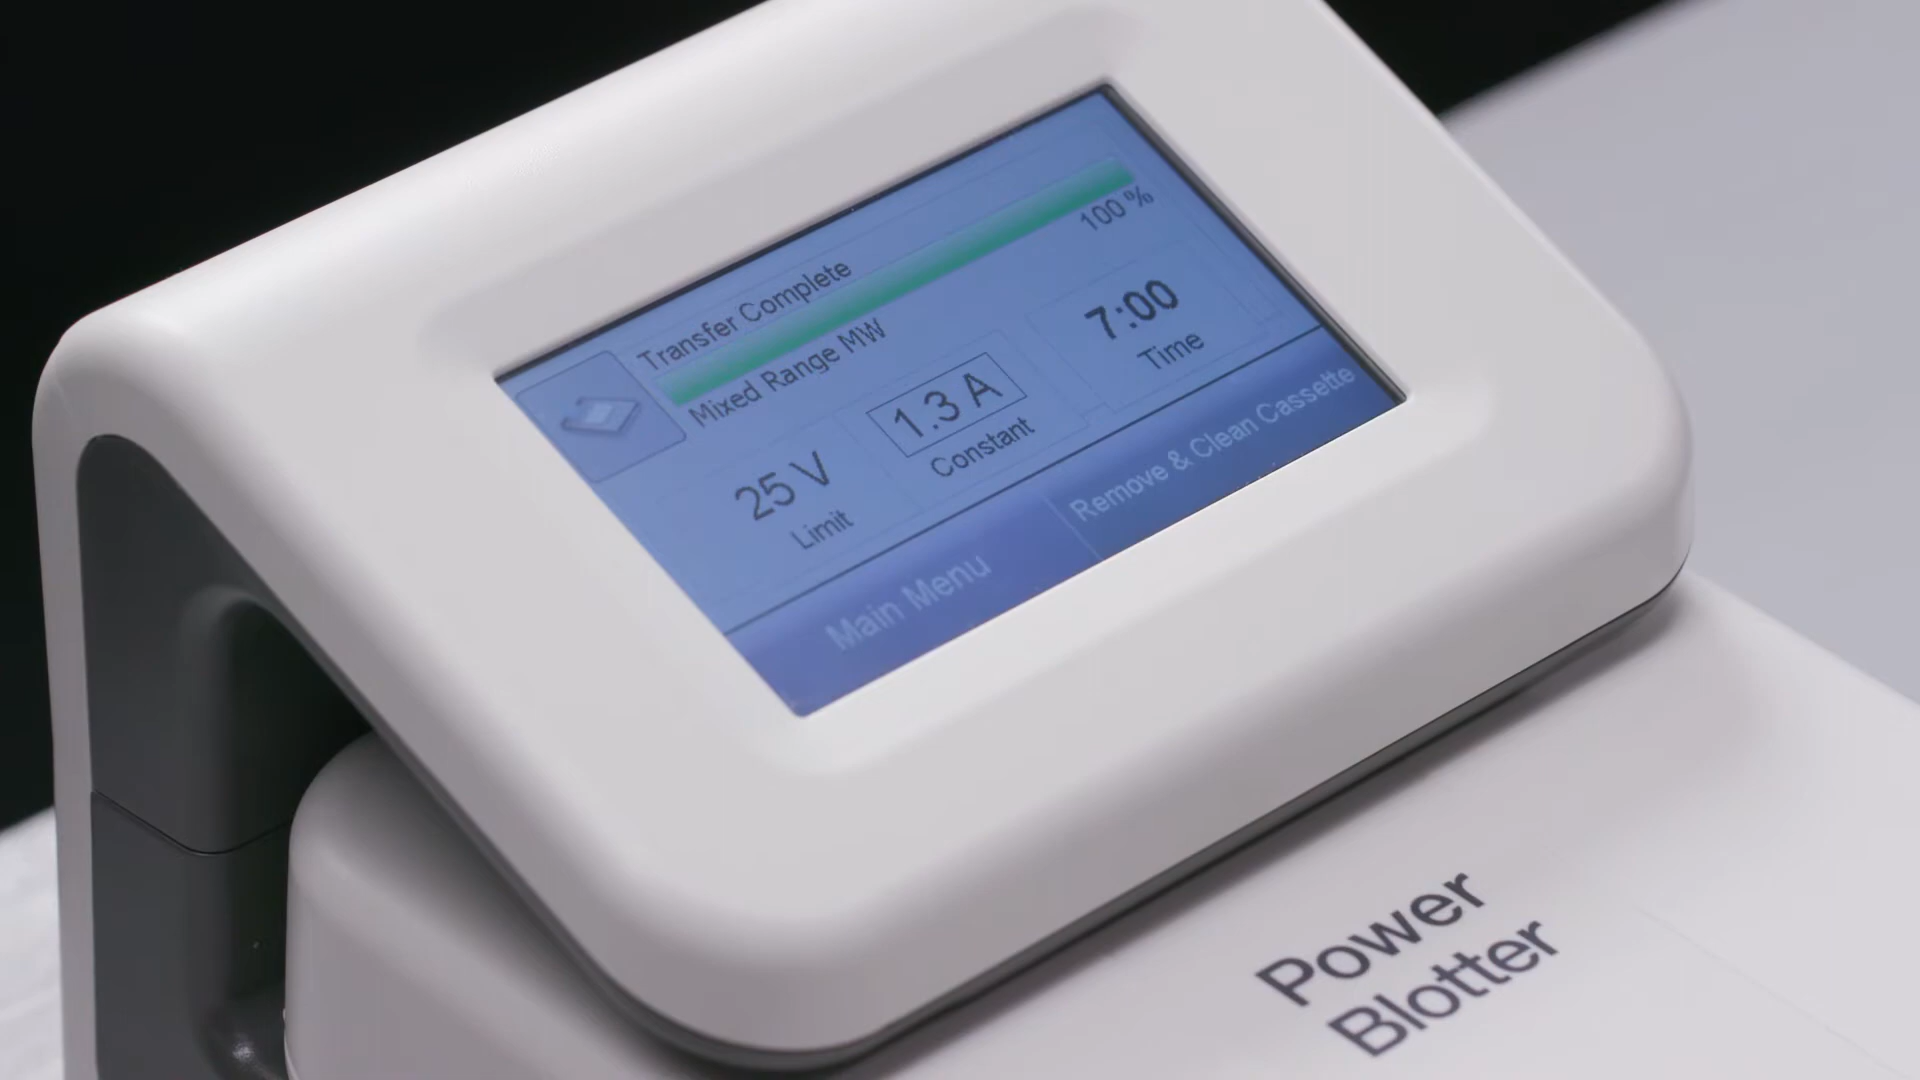 Transfer Complete
100 %
Mixed Range MW
25 V
Limit
1.3 A
Constant
7:00
Time
Main Menu
Remove & Clean Cassette
Power
Blotter